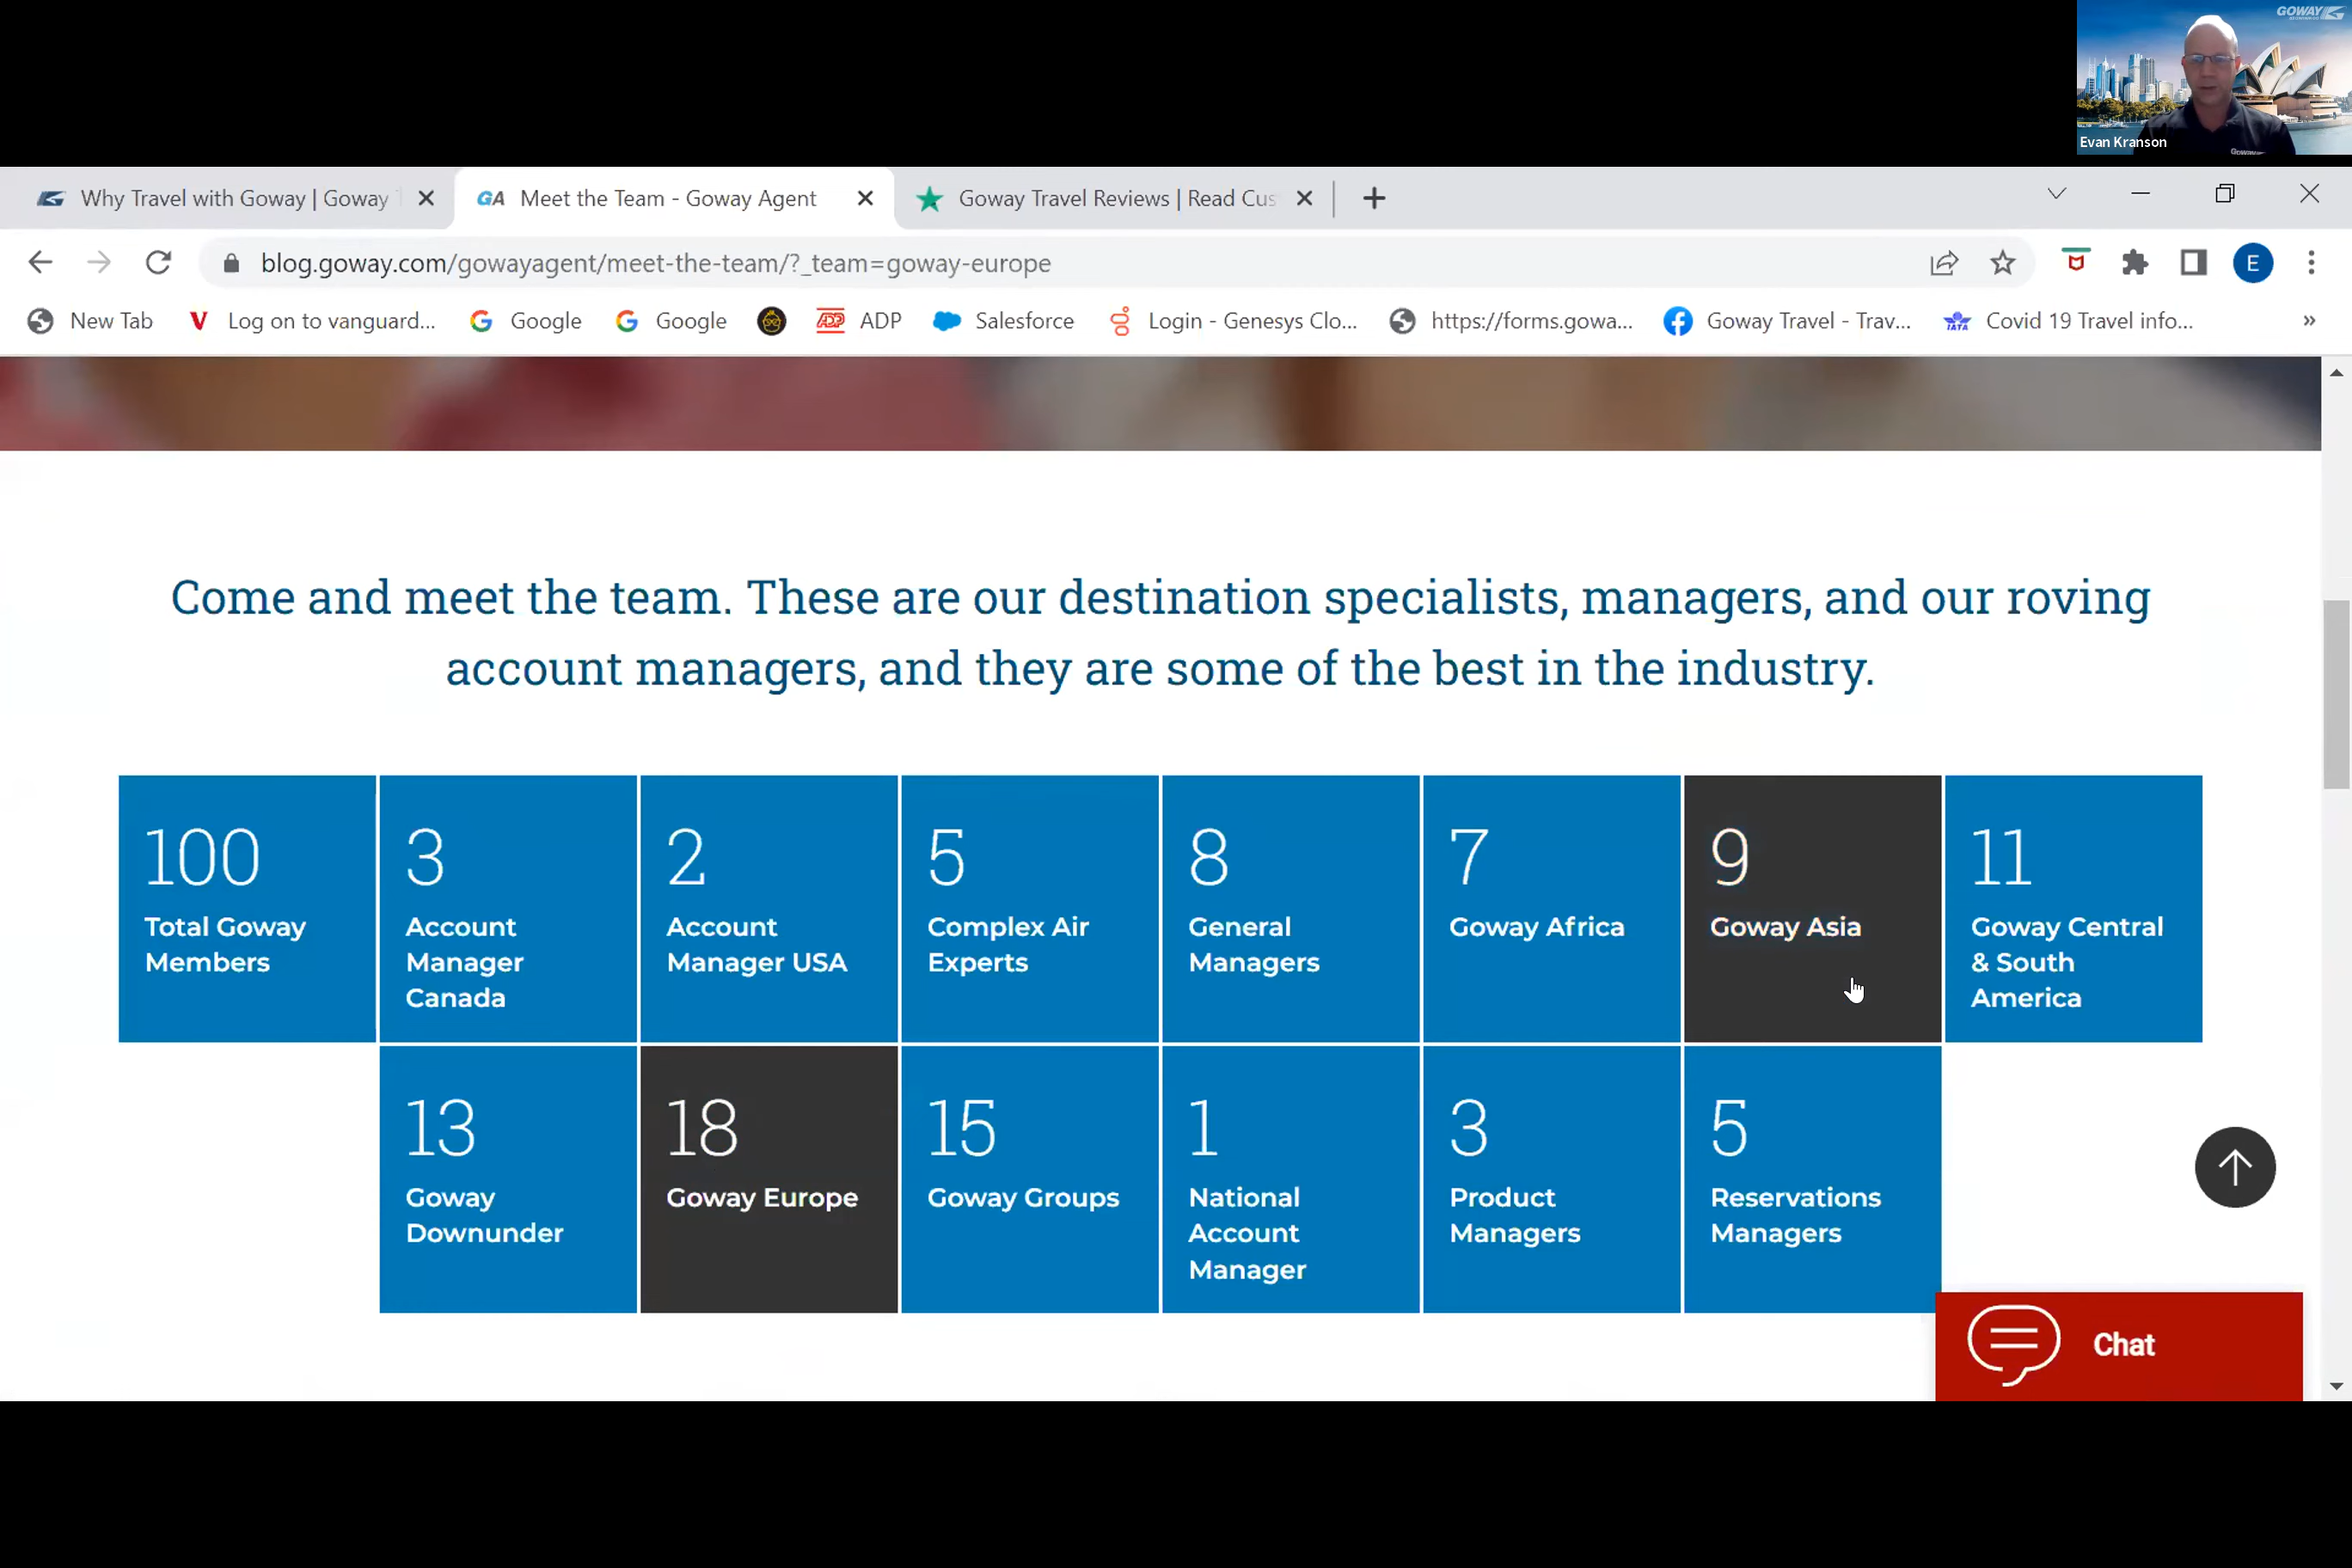 GOWAY
Evan Kranson
Why Travel with Goway | Goway
GA Meet the Team - Goway Agent
Goway Travel Reviews | Read Cus
blog.goway.com/gowayagent/meet-the-team/?_team=goway-europe
E
New Tab
V Log on to vanguard...
G Google
G Google
ADP ADP
Salesforce
Login - Genesys Clo...
https://forms.gowa...
Goway Travel - Trav...
IATA Covid 19 Travel info...
»
Come and meet the team. These are our destination specialists, managers, and our roving
account managers, and they are some of the best in the industry.
100
Total Goway
Members
3
Account
Manager
Canada
2
Account
Manager USA
5
Complex Air
Experts
8
General
Managers
7
Goway Africa
9
Goway Asia
11
Goway Central
& South
America
13
Goway
Downunder
18
Goway Europe
15
Goway Groups
1
National
Account
Manager
3
Product
Managers
5
Reservations
Managers
Chat